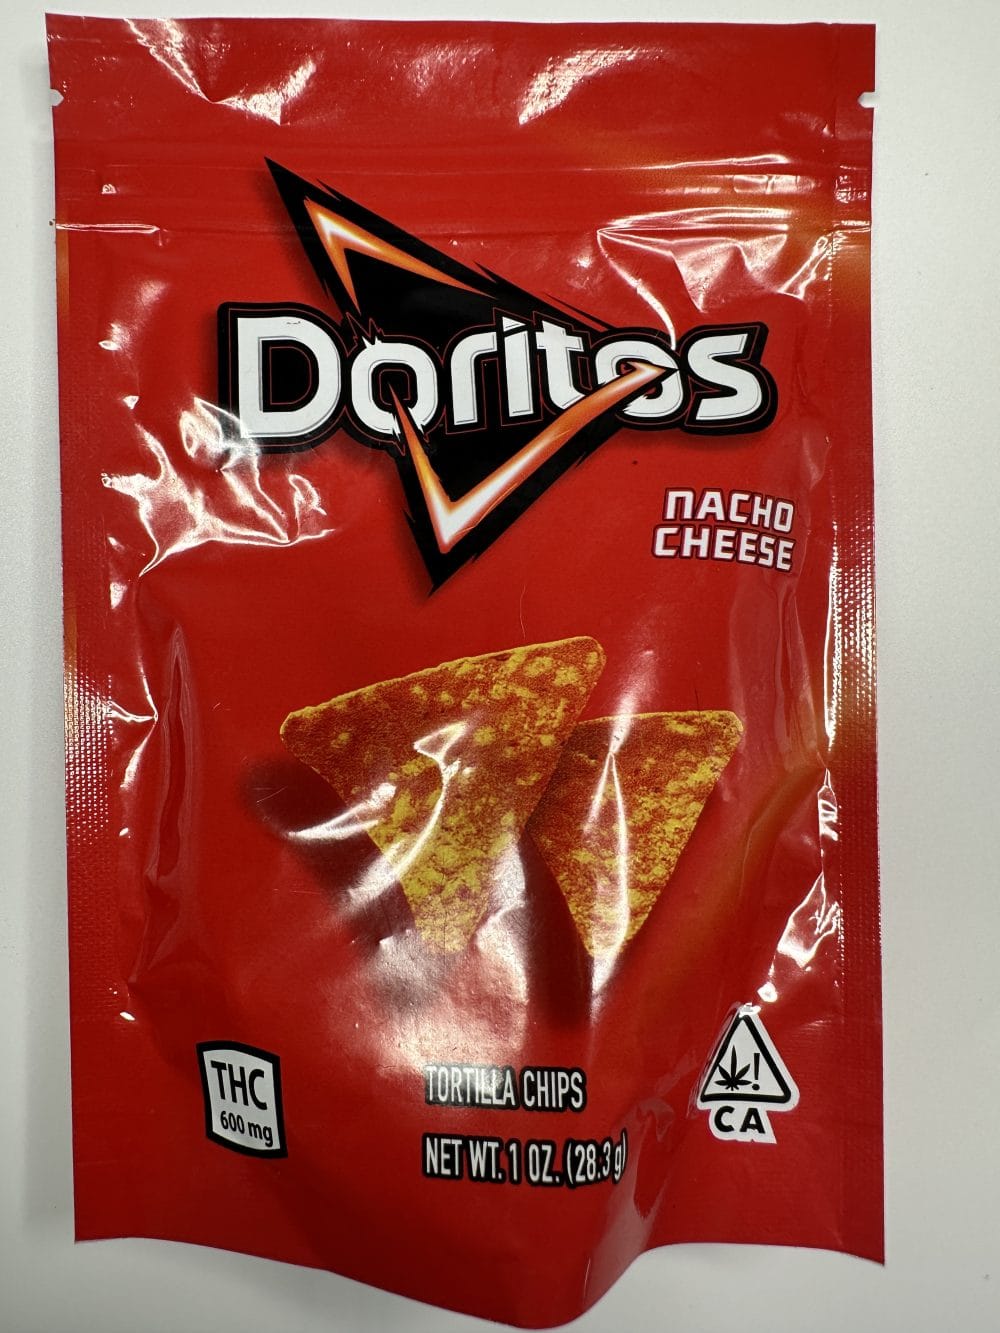 Doritos
NACHO
CHEESE
THC
600 mg
TORTILLA CHIPS
NET WT. 1 OZ. (28.3 g)
!
CA